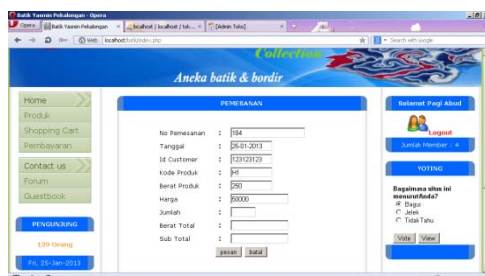 Batik Yasmin Pekalongan - Opera
Opera
Batik Yasmin Pekalongan
localhost / localhost / tok...
[Admin Toko]
Web
localhost/batik/index.php
Search with Google
Collection
Aneka batik & bordir
Home
Produk
Shopping Cart
Pembayaran
Contact us
Forum
Guestbook
PENGUNJUNG
139 Orang
Fri, 25-Jan-2013
PEMESANAN
No Pemesanan : 184
Tanggal : 25-01-2013
Id Customer : 123123123
Kode Produk : H1
Berat Produk : 250
Harga : 50000
Jumlah :
Berat Total :
Sub Total :
pesan batal
Selamat Pagi Abud
Logout
Jumlah Member : 4
VOTING
Bagaimana situs ini
menurutAnda?
Bagus
Jelek
Tidak Tahu
Vote View